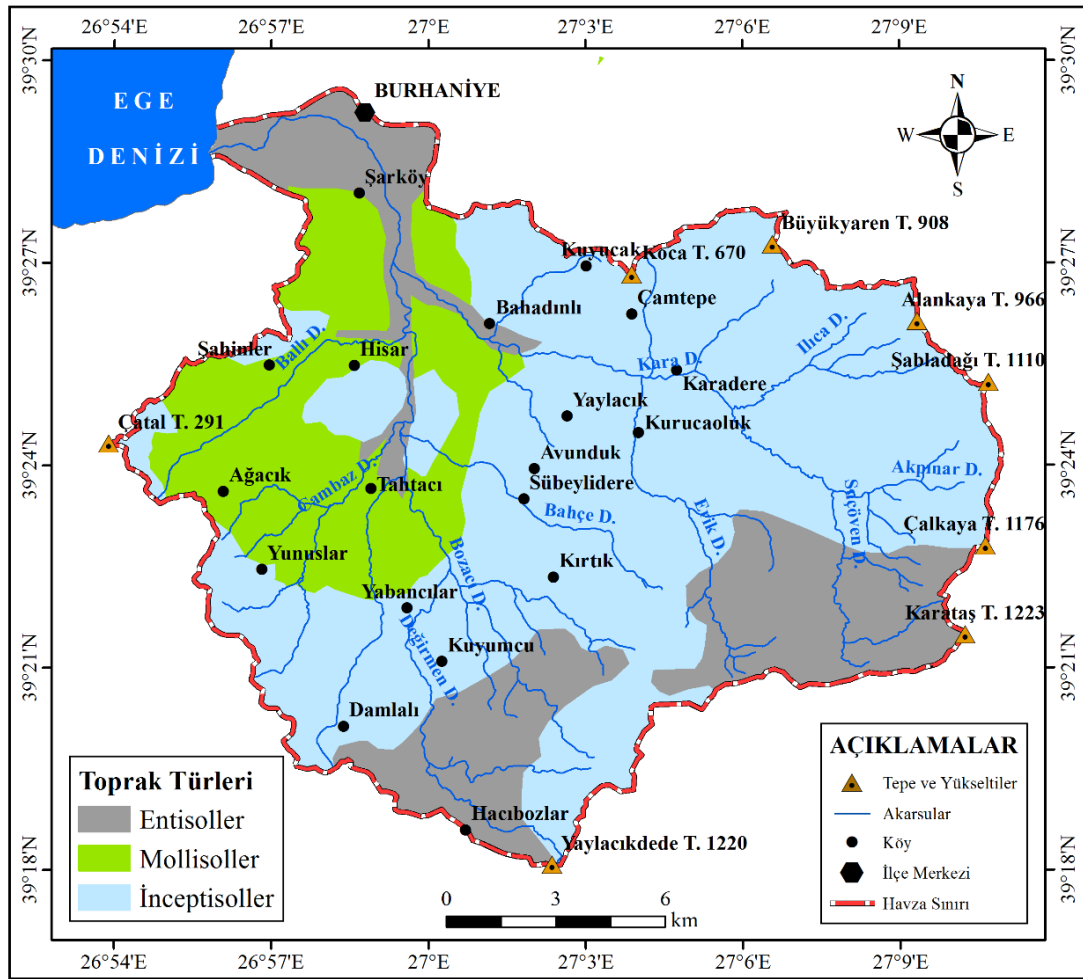 26°54'E 26°57'E 27°0'E 27°3'E 27°6'E 27°9'E
39°30'N 39°30'N
EGE
DENİZİ
BURHANİYE
N
W E
S
Şarköy
Büyükyaren T. 908
39°27'N 39°27'N
Kuyucak Koca T. 670
Bahadınlı Çamtepe
Alankaya T. 966
Ballı D.
Ilıca D.
Şahinler Hisar
Kara D.
Karadere
Şabladağı T. 1110
Yaylacık
Çatal T. 291
Kurucaoluk
39°24'N 39°24'N
Avunduk
Akpınar D.
Ağacık
Cambaz D.
Tahtacı
Sübeylidere
Bahçe D.
Erik D.
Suçöven D.
Çalkaya T. 1176
Yunuslar
Bozacı D.
Kırtık
Yabancılar
Karataş T. 1223
Değirmen D.
Kuyumcu
39°21'N 39°21'N
Damlalı
Hacıbozlar
Yaylacıkdede T. 1220
39°18'N 39°18'N
Toprak Türleri
Entisoller
Mollisoller
İnceptisoller
0 3 6
km
AÇIKLAMALAR
Tepe ve Yükseltiler
Akarsular
Köy
İlçe Merkezi
Havza Sınırı
26°54'E 26°57'E 27°0'E 27°3'E 27°6'E 27°9'E